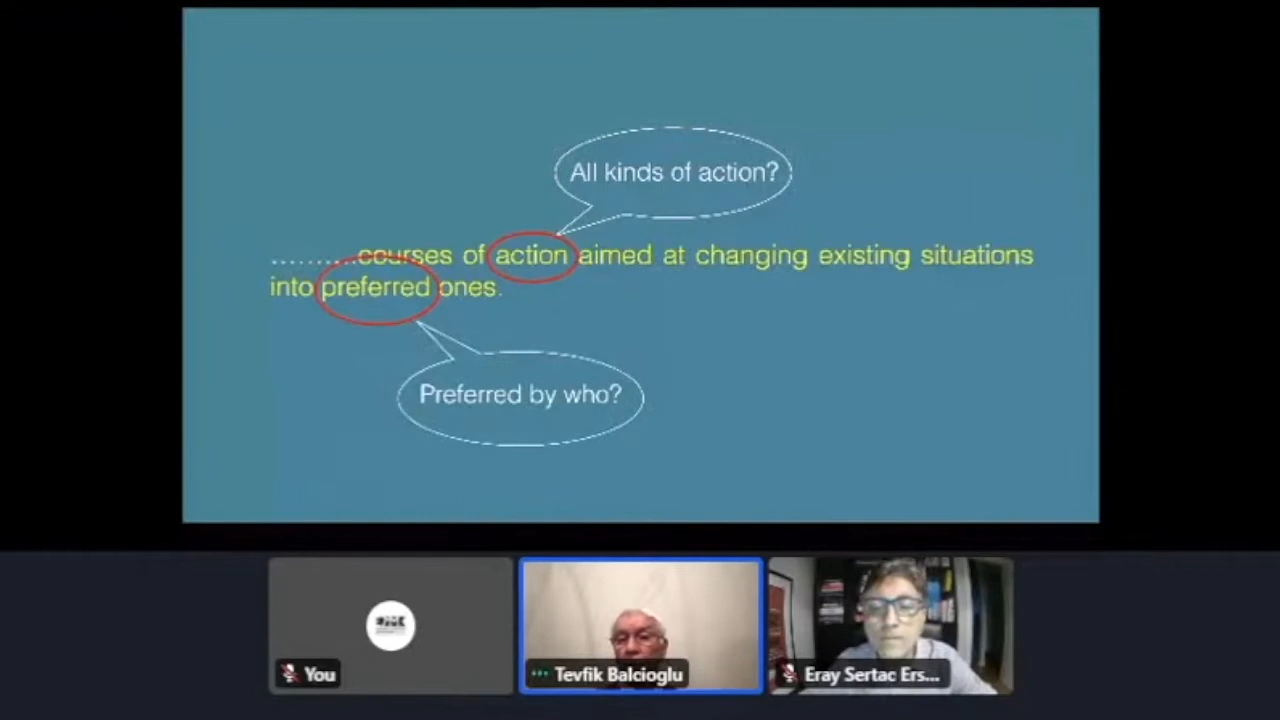 All kinds of action?
..........courses of action aimed at changing existing situations
into preferred ones.
Preferred by who?
You
Tevfik Balcioglu
Eray Sertac Ers...